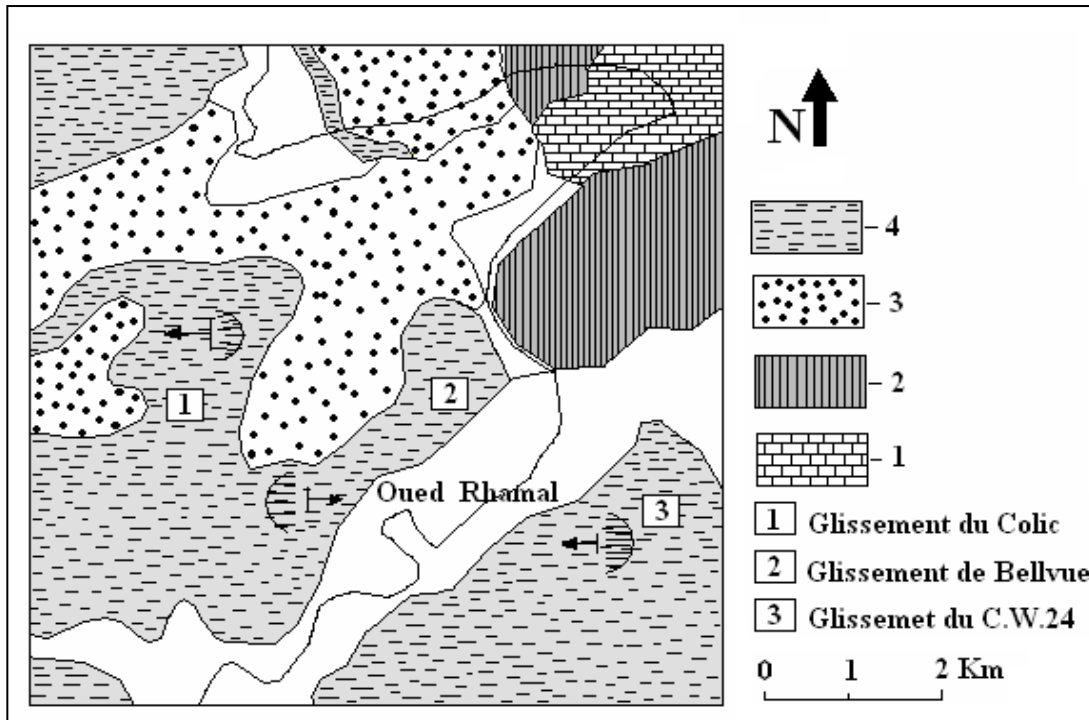 N
4
3
2
1
1 Glissement du Colic
2 Glissement de Bellvue
3 Glissemet du C.W.24
0 1 2 Km
1
2
Oued Rhamal
3